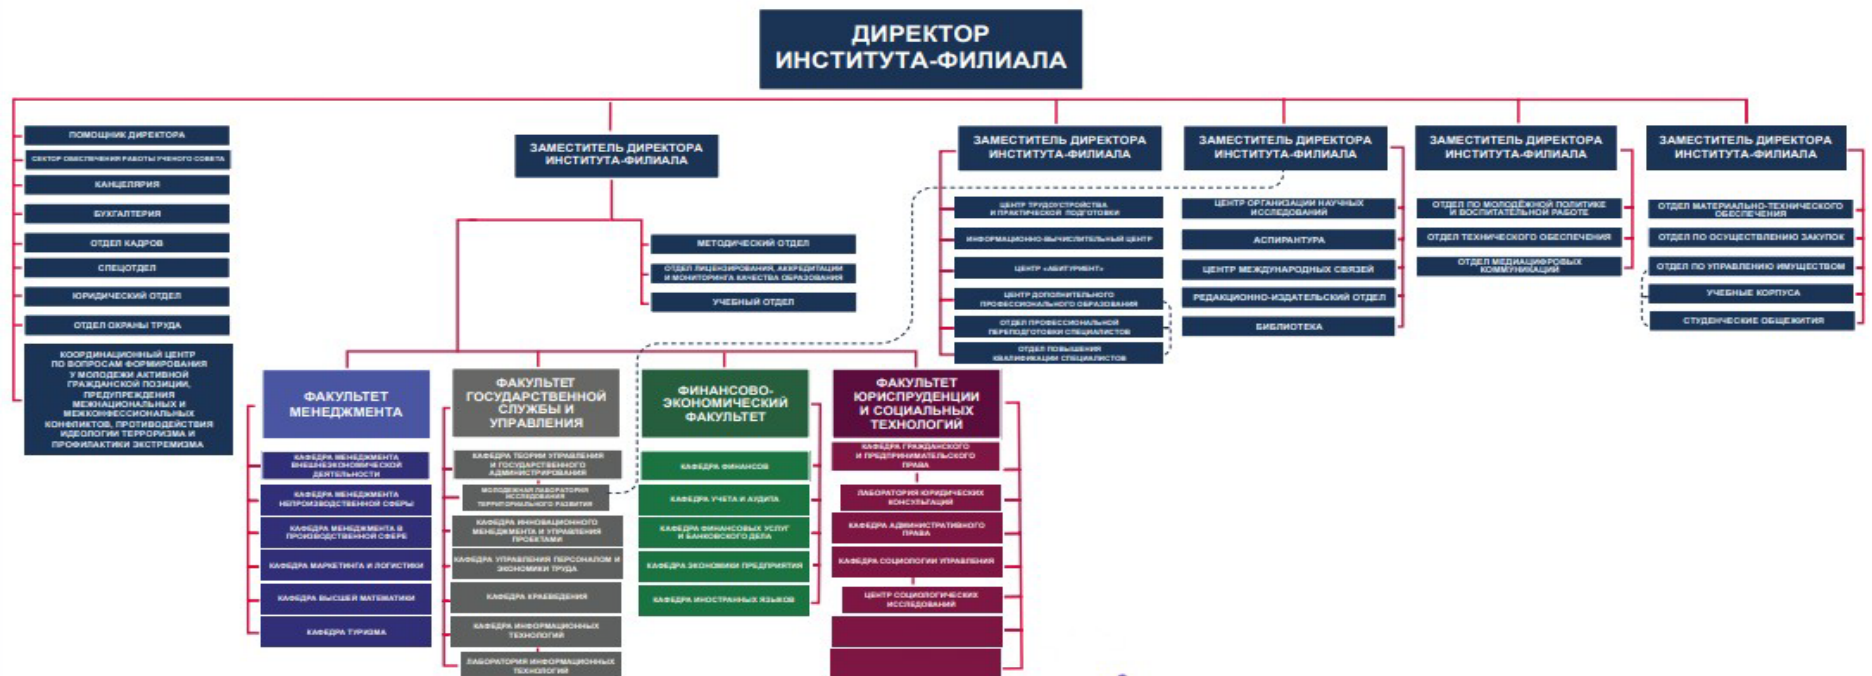 ДИРЕКТОР
ИНСТИТУТА-ФИЛИАЛА
ПОМОЩНИК ДИРЕКТОРА
СЕКТОР ОБЕСПЕЧЕНИЯ РАБОТЫ УЧЕНОГО СОВЕТА
КАНЦЕЛЯРИЯ
БУХГАЛТЕРИЯ
ОТДЕЛ КАДРОВ
СПЕЦОТДЕЛ
ЮРИДИЧЕСКИЙ ОТДЕЛ
ОТДЕЛ ОХРАНЫ ТРУДА
КООРДИНАЦИОННЫЙ ЦЕНТР
ПО ВОПРОСАМ ФОРМИРОВАНИЯ
У МОЛОДЕЖИ АКТИВНОЙ
ГРАЖДАНСКОЙ ПОЗИЦИИ,
ПРЕДУПРЕЖДЕНИЯ
МЕЖНАЦИОНАЛЬНЫХ И
МЕЖКОНФЕССИОНАЛЬНЫХ
КОНФЛИКТОВ, ПРОТИВОДЕЙСТВИЯ
ИДЕОЛОГИИ ТЕРРОРИЗМА И
ПРОФИЛАКТИКИ ЭКСТРЕМИЗМА
ЗАМЕСТИТЕЛЬ ДИРЕКТОРА
ИНСТИТУТА-ФИЛИАЛА
МЕТОДИЧЕСКИЙ ОТДЕЛ
ОТДЕЛ ЛИЦЕНЗИРОВАНИЯ, АККРЕДИТАЦИИ
И МОНИТОРИНГА КАЧЕСТВА ОБРАЗОВАНИЯ
УЧЕБНЫЙ ОТДЕЛ
ФАКУЛЬТЕТ
МЕНЕДЖМЕНТА
КАФЕДРА МЕНЕДЖМЕНТА
ВНЕШНЕЭКОНОМИЧЕСКОЙ
ДЕЯТЕЛЬНОСТИ
КАФЕДРА МЕНЕДЖМЕНТА
НЕПРОИЗВОДСТВЕННОЙ СФЕРЫ
КАФЕДРА МЕНЕДЖМЕНТА В
ПРОИЗВОДСТВЕННОЙ СФЕРЕ
КАФЕДРА МАРКЕТИНГА И ЛОГИСТИКИ
КАФЕДРА ВЫСШЕЙ МАТЕМАТИКИ
КАФЕДРА ТУРИЗМА
ФАКУЛЬТЕТ
ГОСУДАРСТВЕННОЙ
СЛУЖБЫ И
УПРАВЛЕНИЯ
КАФЕДРА ТЕОРИИ УПРАВЛЕНИЯ
И ГОСУДАРСТВЕННОГО
АДМИНИСТРИРОВАНИЯ
МОЛОДЕЖНАЯ ЛАБОРАТОРИЯ
ИССЛЕДОВАНИЯ
ТЕРРИТОРИАЛЬНОГО РАЗВИТИЯ
КАФЕДРА ИННОВАЦИОННОГО
МЕНЕДЖМЕНТА И УПРАВЛЕНИЯ
ПРОЕКТАМИ
КАФЕДРА УПРАВЛЕНИЯ ПЕРСОНАЛОМ И
ЭКОНОМИКИ ТРУДА
КАФЕДРА КРАЕВЕДЕНИЯ
КАФЕДРА ИНФОРМАЦИОННЫХ
ТЕХНОЛОГИЙ
ЛАБОРАТОРИЯ ИНФОРМАЦИОННЫХ
ТЕХНОЛОГИЙ
ФИНАНСОВО-
ЭКОНОМИЧЕСКИЙ
ФАКУЛЬТЕТ
КАФЕДРА ФИНАНСОВ
КАФЕДРА УЧЕТА И АУДИТА
КАФЕДРА ФИНАНСОВЫХ УСЛУГ
И БАНКОВСКОГО ДЕЛА
КАФЕДРА ЭКОНОМИКИ ПРЕДПРИЯТИЯ
КАФЕДРА ИНОСТРАННЫХ ЯЗЫКОВ
ФАКУЛЬТЕТ
ЮРИСПРУДЕНЦИИ
И СОЦИАЛЬНЫХ
ТЕХНОЛОГИЙ
КАФЕДРА ГРАЖДАНСКОГО
И ПРЕДПРИНИМАТЕЛЬСКОГО
ПРАВА
ЛАБОРАТОРИЯ ЮРИДИЧЕСКИХ
КОНСУЛЬТАЦИЙ
КАФЕДРА АДМИНИСТРАТИВНОГО
ПРАВА
КАФЕДРА СОЦИОЛОГИИ УПРАВЛЕНИЯ
ЦЕНТР СОЦИОЛОГИЧЕСКИХ
ИССЛЕДОВАНИЙ
ЗАМЕСТИТЕЛЬ ДИРЕКТОРА
ИНСТИТУТА-ФИЛИАЛА
ЦЕНТР ТРУДОУСТРОЙСТВА
И ПРАКТИЧЕСКОЙ ПОДГОТОВКИ
ИНФОРМАЦИОННО-ВЫЧИСЛИТЕЛЬНЫЙ ЦЕНТР
ЦЕНТР «АБИТУРИЕНТ»
ЦЕНТР ДОПОЛНИТЕЛЬНОГО
ПРОФЕССИОНАЛЬНОГО ОБРАЗОВАНИЯ
ОТДЕЛ ПРОФЕССИОНАЛЬНОЙ
ПЕРЕПОДГОТОВКИ СПЕЦИАЛИСТОВ
ОТДЕЛ ПОВЫШЕНИЯ
КВАЛИФИКАЦИИ СПЕЦИАЛИСТОВ
ЗАМЕСТИТЕЛЬ ДИРЕКТОРА
ИНСТИТУТА-ФИЛИАЛА
ЦЕНТР ОРГАНИЗАЦИИ НАУЧНЫХ
ИССЛЕДОВАНИЙ
АСПИРАНТУРА
ЦЕНТР МЕЖДУНАРОДНЫХ СВЯЗЕЙ
РЕДАКЦИОННО-ИЗДАТЕЛЬСКИЙ ОТДЕЛ
БИБЛИОТЕКА
ЗАМЕСТИТЕЛЬ ДИРЕКТОРА
ИНСТИТУТА-ФИЛИАЛА
ОТДЕЛ ПО МОЛОДЁЖНОЙ ПОЛИТИКЕ
И ВОСПИТАТЕЛЬНОЙ РАБОТЕ
ОТДЕЛ ТЕХНИЧЕСКОГО ОБЕСПЕЧЕНИЯ
ОТДЕЛ МЕДИАЦИФРОВЫХ
КОММУНИКАЦИЙ
ЗАМЕСТИТЕЛЬ ДИРЕКТОРА
ИНСТИТУТА-ФИЛИАЛА
ОТДЕЛ МАТЕРИАЛЬНО-ТЕХНИЧЕСКОГО
ОБЕСПЕЧЕНИЯ
ОТДЕЛ ПО ОСУЩЕСТВЛЕНИЮ ЗАКУПОК
ОТДЕЛ ПО УПРАВЛЕНИЮ ИМУЩЕСТВОМ
УЧЕБНЫЕ КОРПУСА
СТУДЕНЧЕСКИЕ ОБЩЕЖИТИЯ